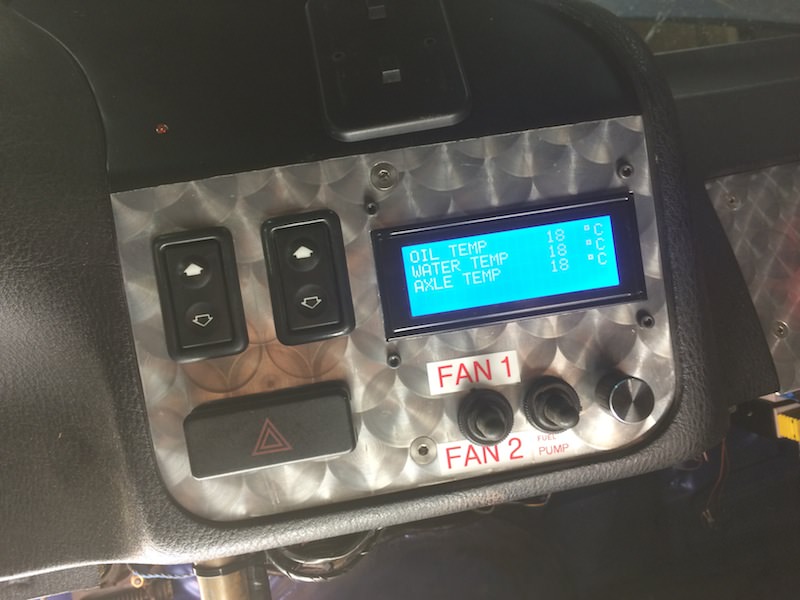 OIL TEMP 18 °C
WATER TEMP 18 °C
AXLE TEMP 18 °C
FAN 1
FAN 2
FUEL
PUMP